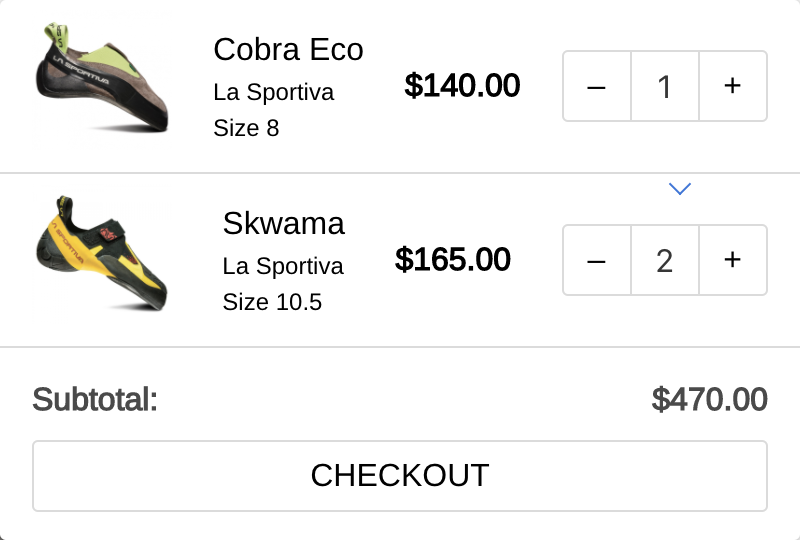 LA SPORTIVA
Cobra Eco
La Sportiva
Size 8
$140.00
– 1 +
LA SPORTIVA
Skwama
La Sportiva
Size 10.5
$165.00
– 2 +
Subtotal: $470.00
CHECKOUT